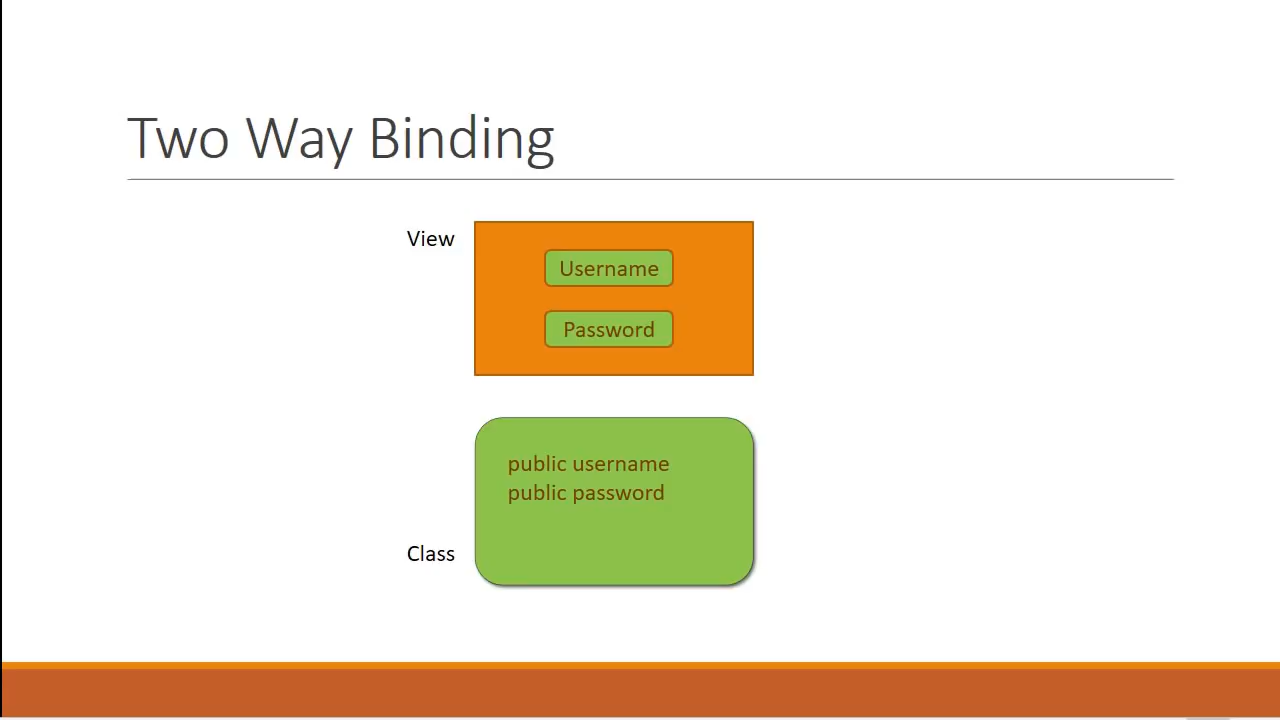 Two Way Binding
View
Username
Password
public username
public password
Class